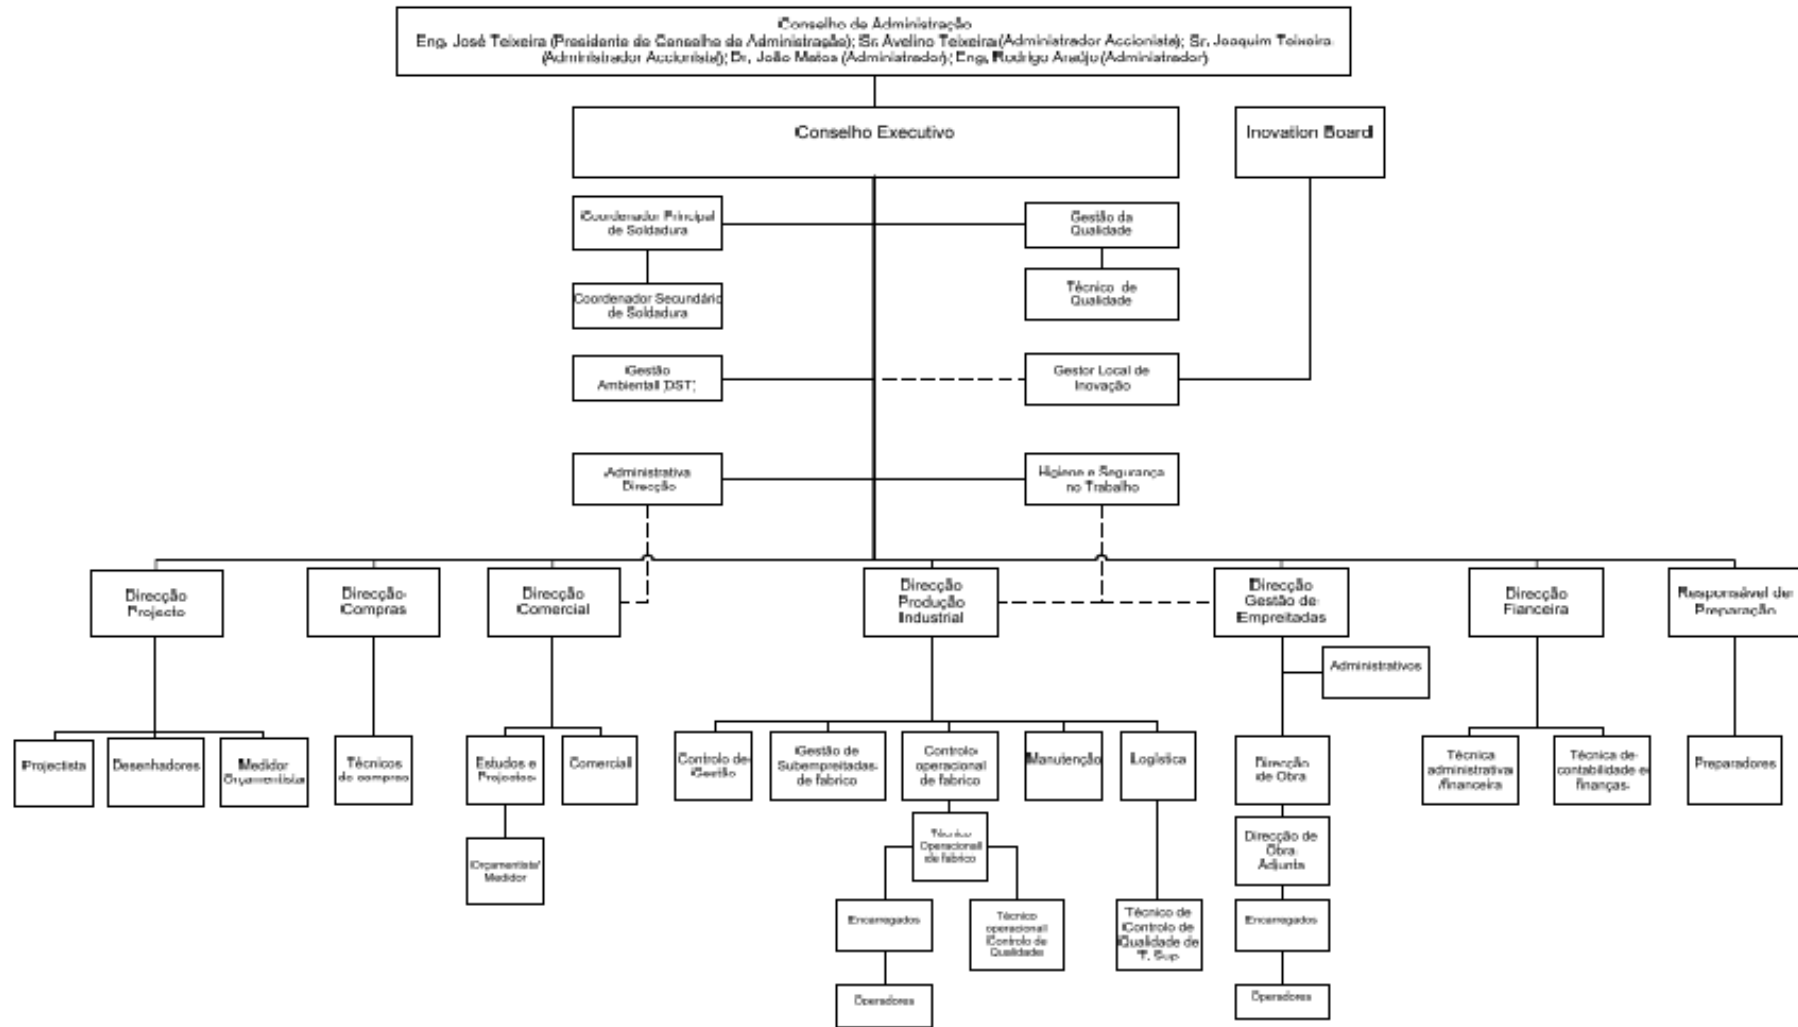 Conselho de Administração
Eng. José Teixeira (Presidente de Conselho de Administração); Sr. Avelino Teixeira (Administrador Accionista); Sr. Joaquim Teixeira
(Administrador Accionista); Dr. João Matos (Administrador); Eng. Rodrigo Araújo (Administrador)
Conselho Executivo
Inovation Board
Coordenador Principal
de Soldadura
Gestão da
Qualidade
Coordenador Secundário
de Soldadura
Técnico de
Qualidade
Gestão
Ambiental (DST)
Gestor Local de
Inovação
Administrativa
Direcção
Higiene e Segurança
no Trabalho
Direcção
Projecto
Direcção
Compras
Direcção
Comercial
Direcção
Produção
Industrial
Direcção
Gestão de
Empreitadas
Direcção
Fianceira
Responsável de
Preparação
Administrativos
Projectista
Desenhadores
Medidor
Orçamentista
Técnicos
de compras
Estudos e
Projectos
Comercial
Controlo de
Gestão
Gestão de
Subempreitadas
de fabrico
Controlo
operacional
de fabrico
Manutenção
Logística
Direcção
de Obra
Técnica
administrativa
/financeira
Técnica de
contabilidade e
finanças
Preparadores
Orçamentista/
Medidor
Técnico
Operacional
de fabrico
Direcção de
Obra
Adjunta
Encarregados
Técnico
operacional
Controlo de
Qualidade
Técnico de
Controlo de
Qualidade de
T. Sup
Encarregados
Operadores
Operadores